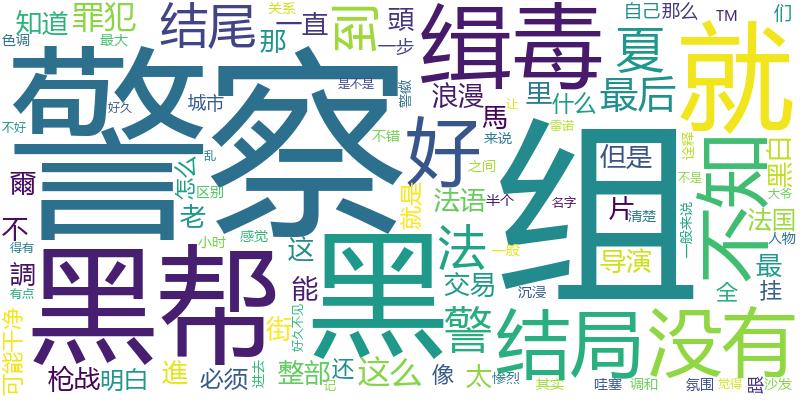 知道
罪犯
结尾
一直
那
到
關系
頭
一步
色调
最大
警察
好久
城市
是不是
警徽
缉毒
浪漫
馬
夏
里
什么
最后
自己
那么
TM
们
就
让
不好
不错
来说
雷诺
诠释
黑白
爾
不
怎么
老
乱
区别
好
就是
法语
之间
半个
名字
组
但是
片
清楚
不是
一般来说
不知
大爷
法国
人物
調
得有
有点
黑帮
小时
感觉
这
能
黑
法
一般
交易
沉浸
导演
最
全
挂
可能
干净
街
好久不见
警
结局
没有
枪战
明白
進
必须
进去
整部
记
还
这么
像
太
惨烈
其实
哇塞
调和
氛围
觉得
沙发